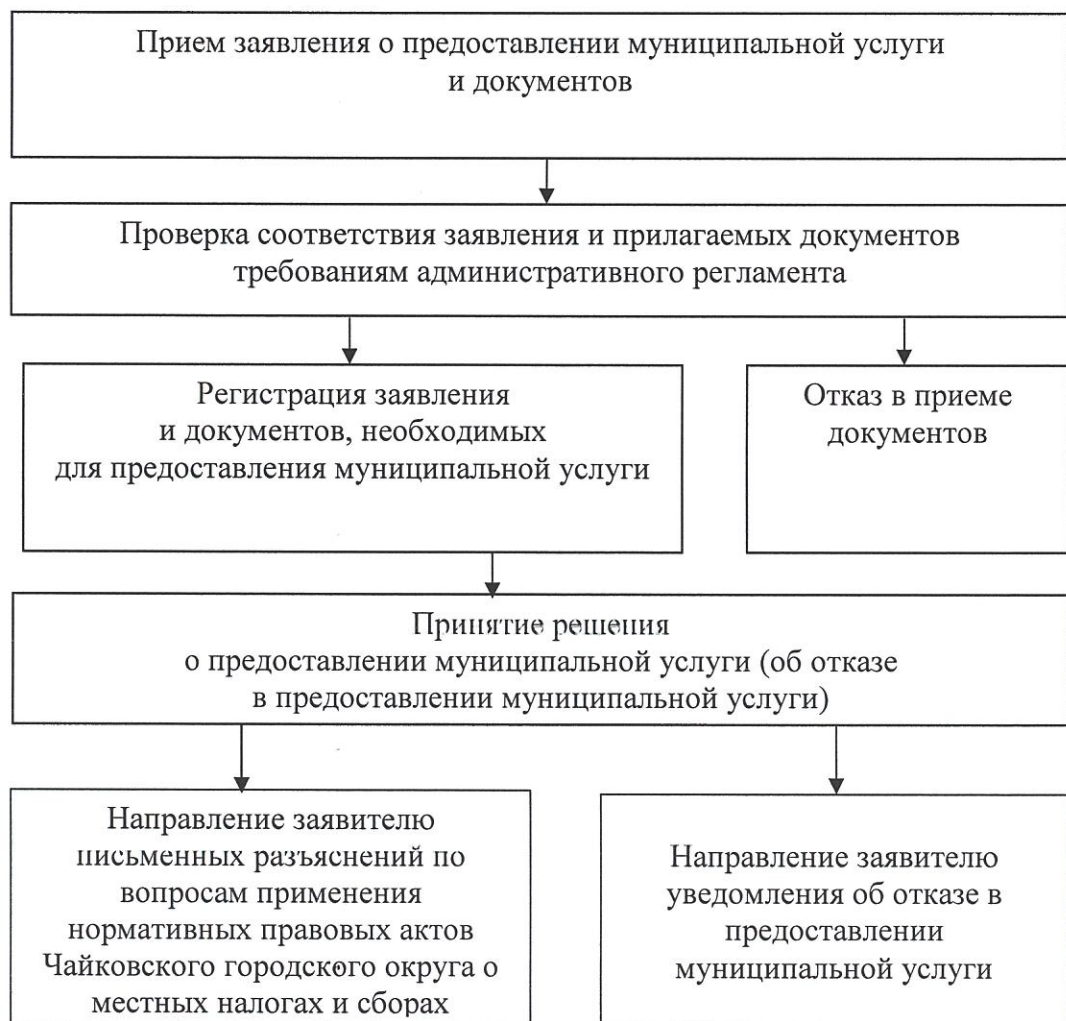 Прием заявления о предоставлении муниципальной услуги
и документов
Проверка соответствия заявления и прилагаемых документов
требованиям административного регламента
Регистрация заявления
и документов, необходимых
для предоставления муниципальной услуги
Отказ в приеме
документов
Принятие решения
о предоставлении муниципальной услуги (об отказе
в предоставлении муниципальной услуги)
Направление заявителю
письменных разъяснений по
вопросам применения
нормативных правовых актов
Чайковского городского округа о
местных налогах и сборах
Направление заявителю
уведомления об отказе в
предоставлении
муниципальной услуги